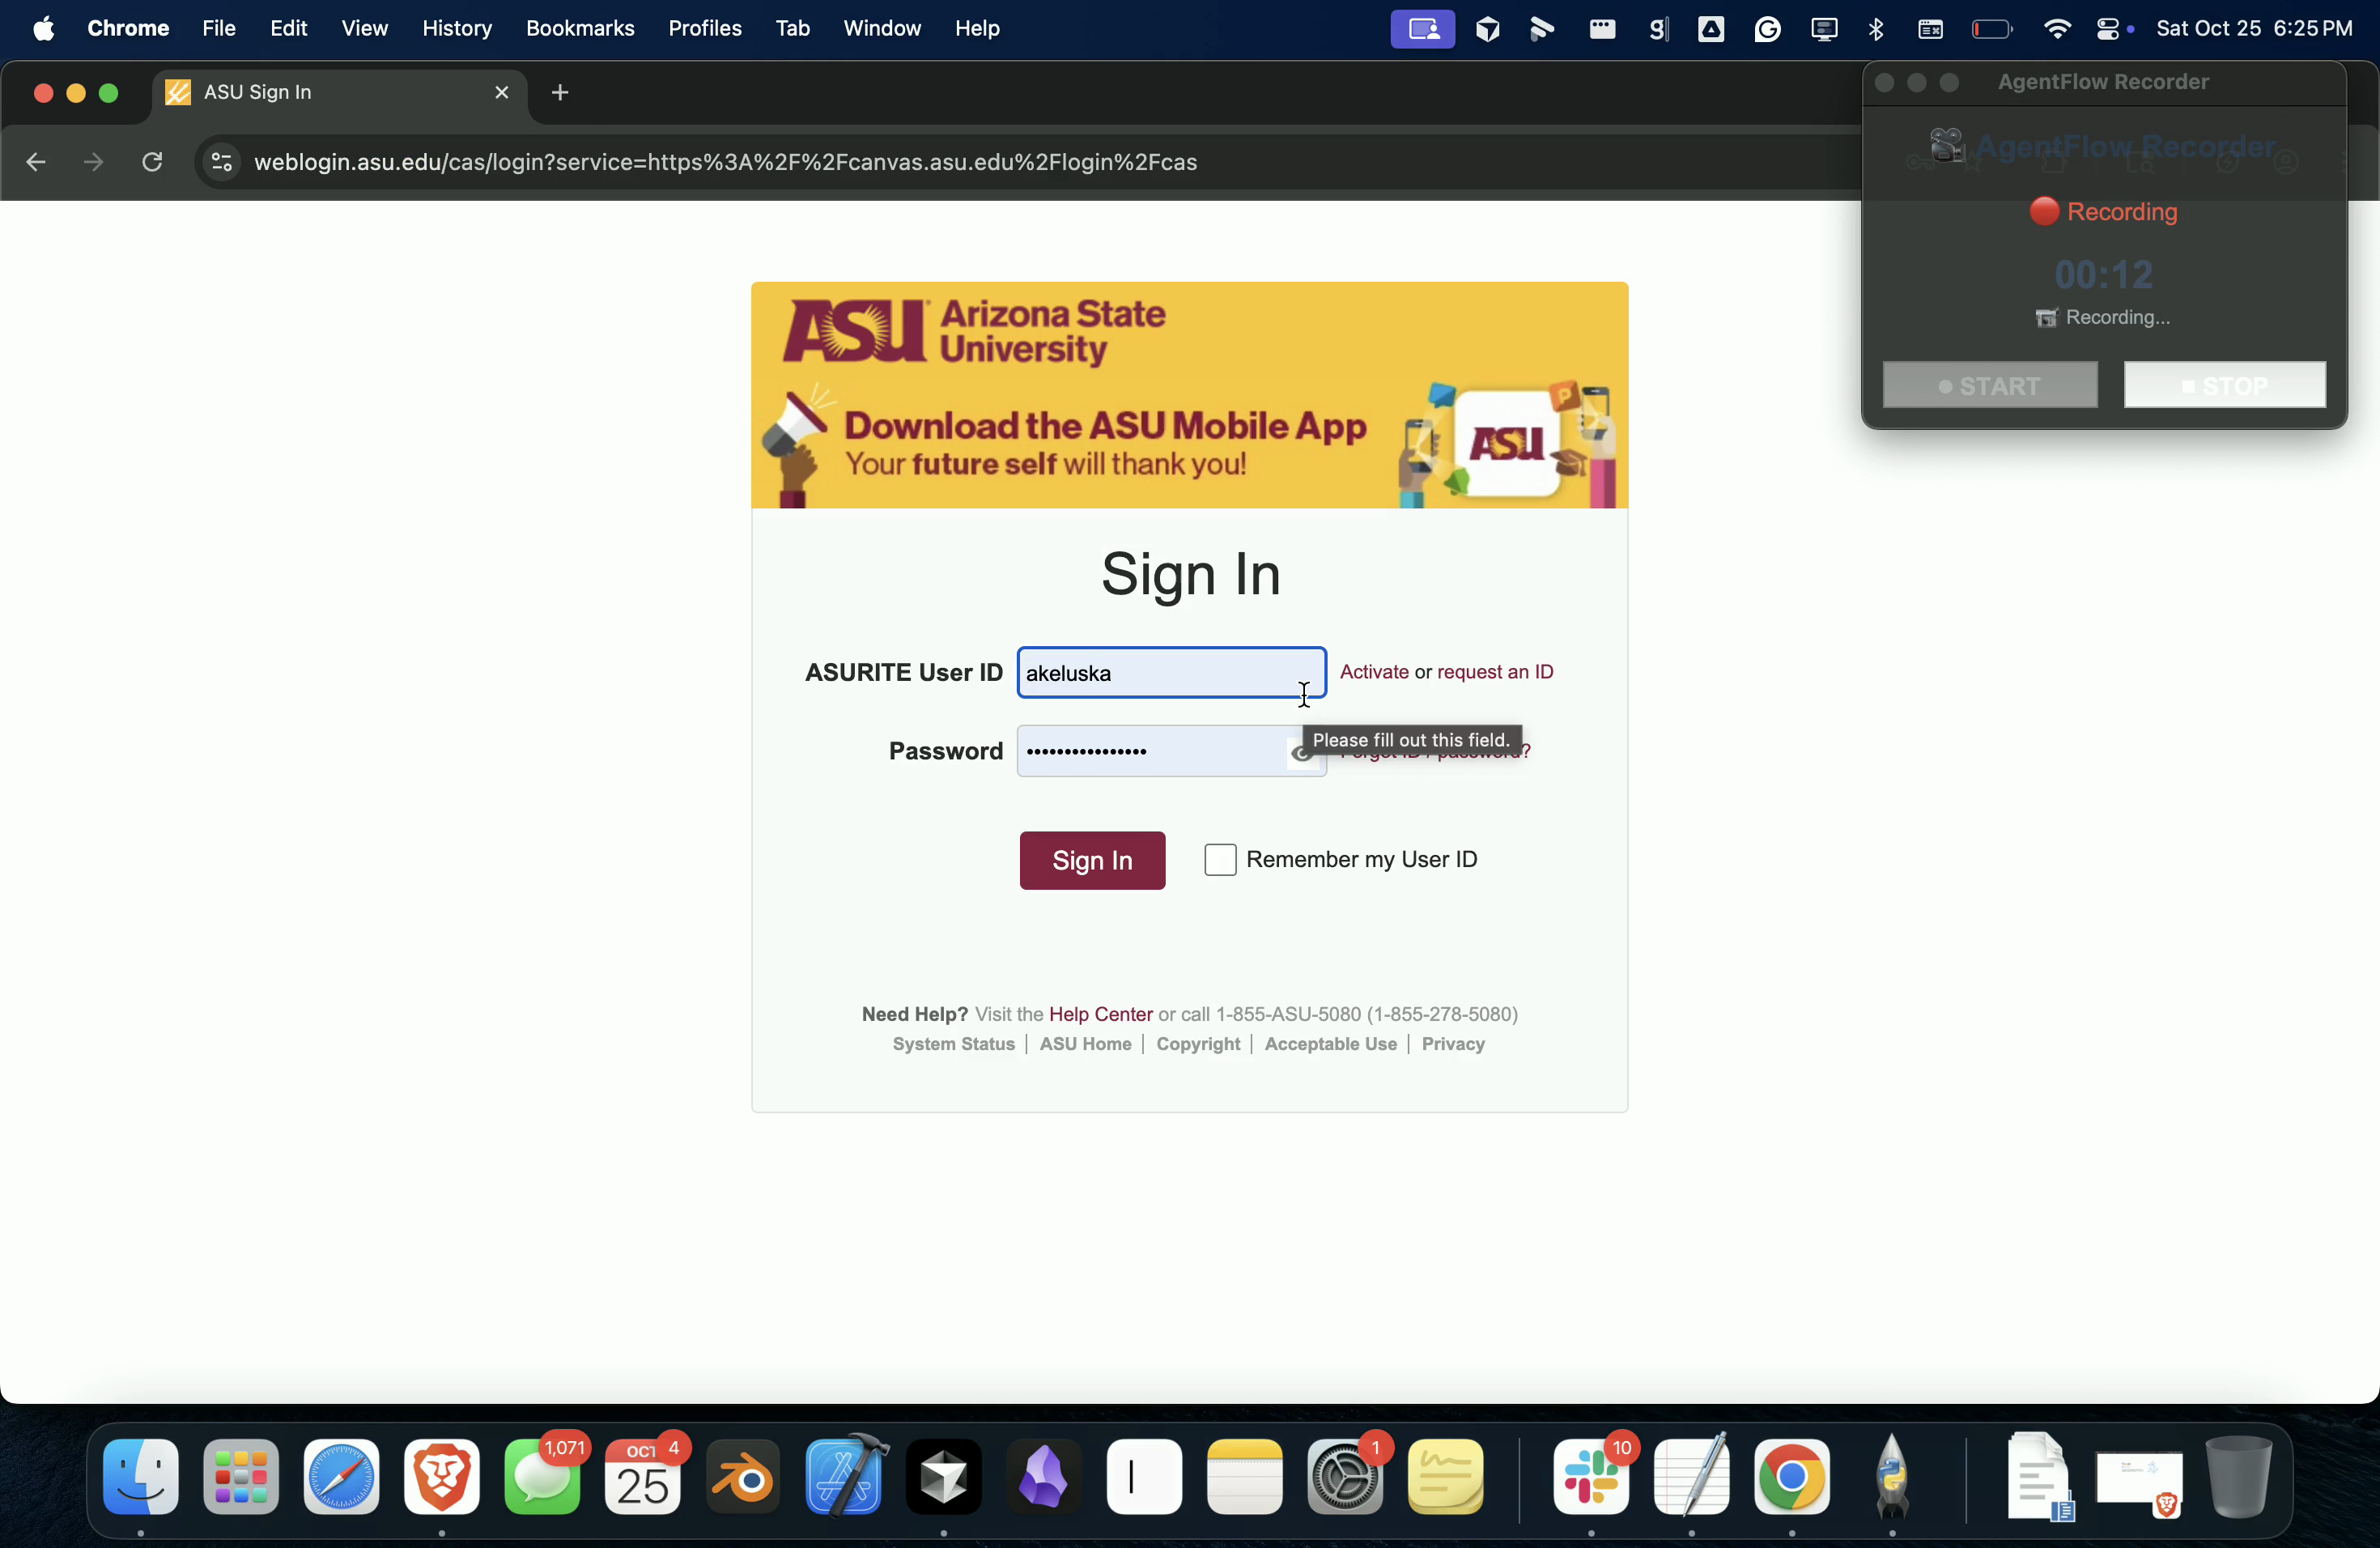 Chrome File Edit View History Bookmarks Profiles Tab Window Help Sat Oct 25 6:25 PM
ASU Sign In
AgentFlow Recorder
weblogin.asu.edu/cas/login?service=https%3A%2F%2Fcanvas.asu.edu%2Flogin%2Fcas
AgentFlow Recorder
Recording
00:12
Recording...
START STOP
ASU Arizona State
University
Download the ASU Mobile App
Your future self will thank you!
ASU
Sign In
ASURITE User ID akeluska Activate or request an ID
Please fill out this field.
Password •••••••••••••••• Forgot ID / password?
Sign In Remember my User ID
Need Help? Visit the Help Center or call 1-855-ASU-5080 (1-855-278-5080)
System Status | ASU Home | Copyright | Acceptable Use | Privacy
1,071
OCT 4
25
1
10